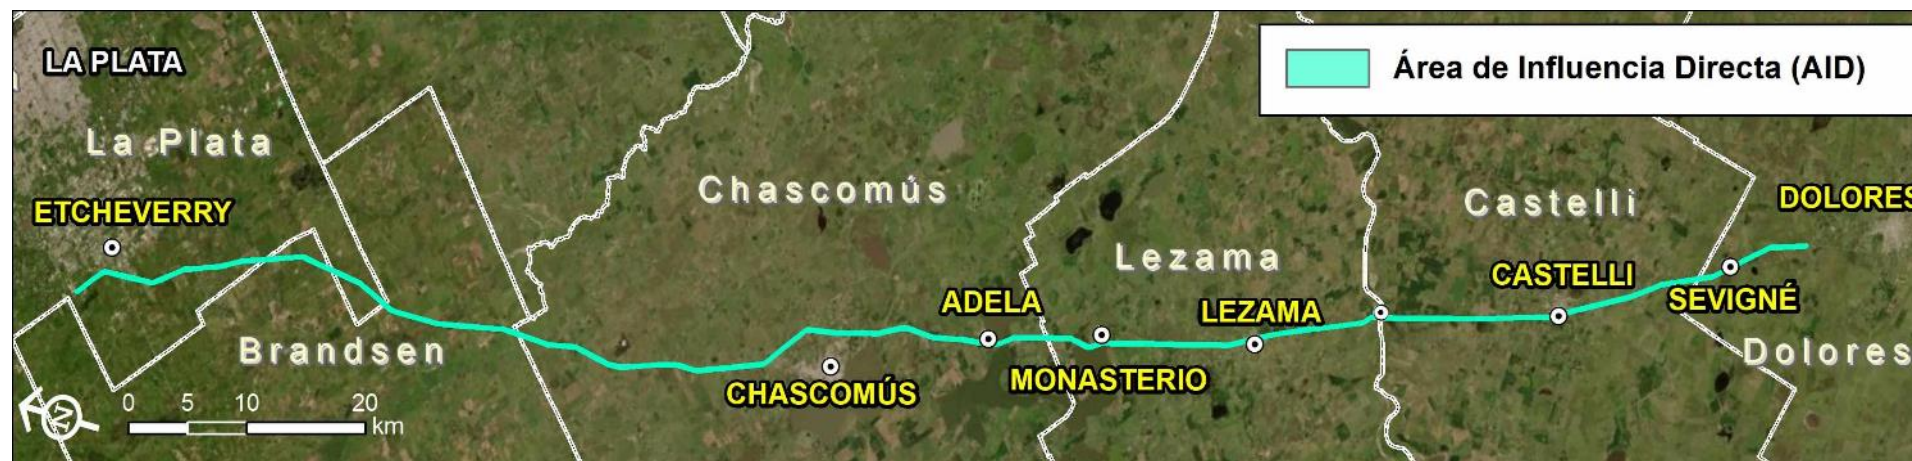 LA PLATA
Área de Influencia Directa (AID)
La Plata
Chascomús
Castelli
DOLORES
ETCHEVERRY
Lezama
CASTELLI
ADELA
LEZAMA
SEVIGNÉ
Brandsen
MONASTERIO
Dolores
CHASCOMÚS
0 5 10 20
km
N